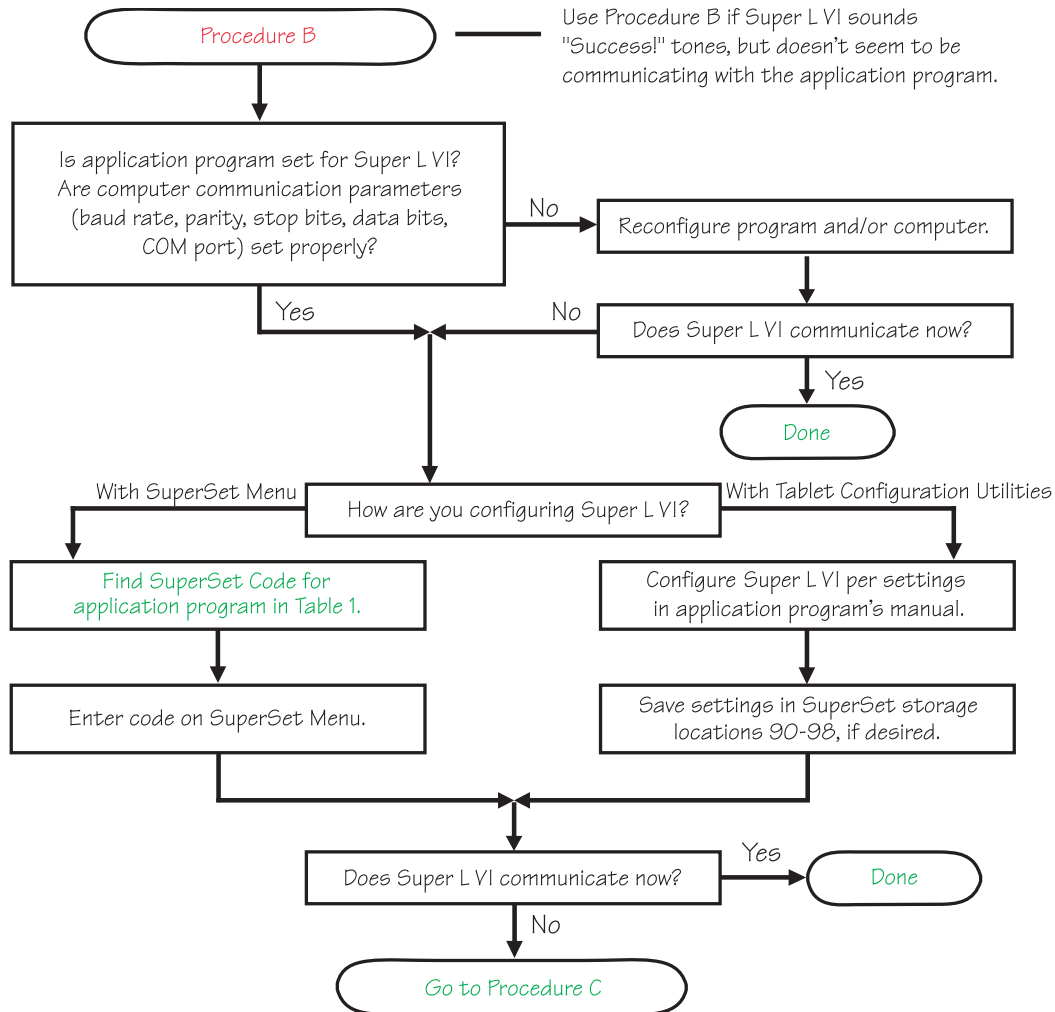 Procedure B
Use Procedure B if Super L VI sounds
"Success!" tones, but doesn't seem to be
communicating with the application program.
Is application program set for Super L VI?
Are computer communication parameters
(baud rate, parity, stop bits, data bits,
COM port) set properly?
No
Reconfigure program and/or computer.
Yes
No
Does Super L VI communicate now?
Yes
Done
With SuperSet Menu
How are you configuring Super L VI?
With Tablet Configuration Utilities
Find SuperSet Code for
application program in Table 1.
Configure Super L VI per settings
in application program's manual.
Enter code on SuperSet Menu.
Save settings in SuperSet storage
locations 90-98, if desired.
Does Super L VI communicate now?
Yes
Done
No
Go to Procedure C